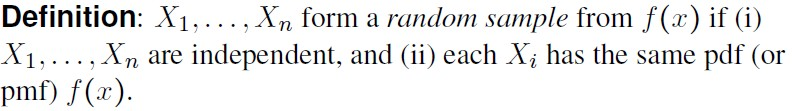 Definition: X₁, . . . , Xₙ form a random sample from f(x) if (i)
X₁, . . . , Xₙ are independent, and (ii) each Xᵢ has the same pdf (or
pmf) f(x).